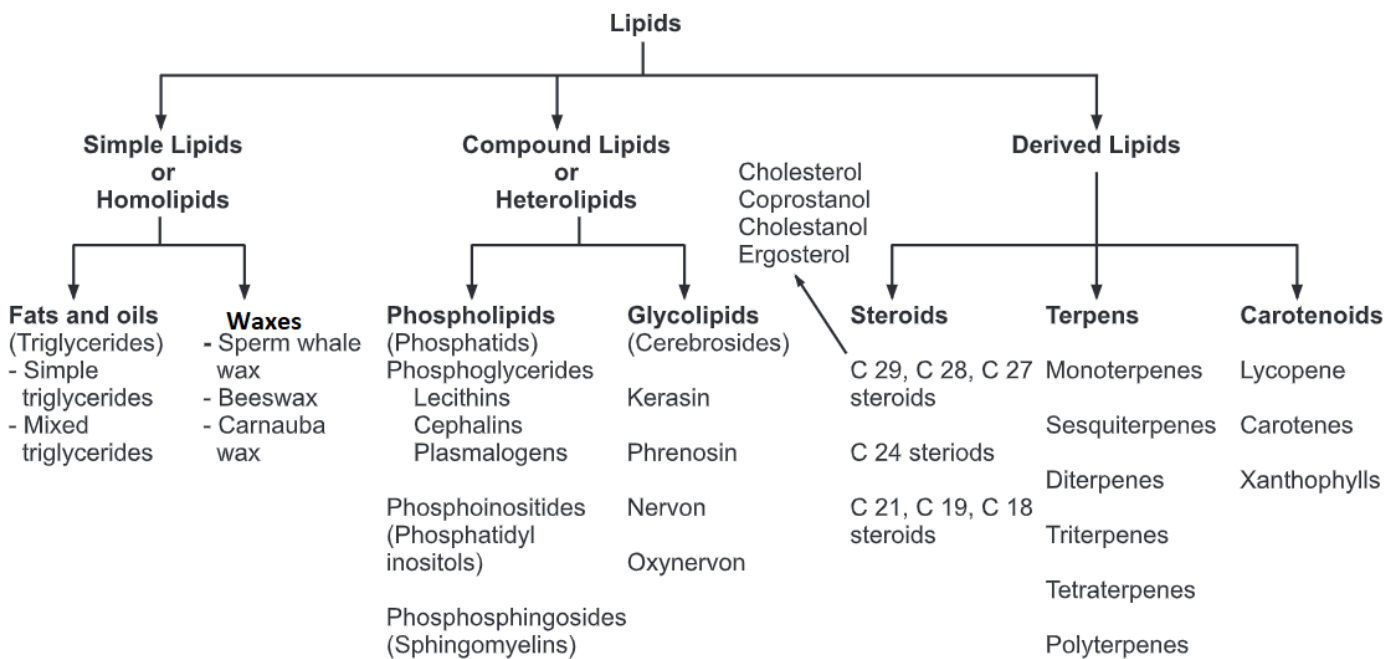 Lipids
Simple Lipids
or
Homolipids
Compound Lipids
or
Heterolipids
Derived Lipids
Cholesterol
Coprostanol
Cholestanol
Ergosterol
Fats and oils
(Triglycerides)
- Simple
triglycerides
- Mixed
triglycerides
Waxes
- Sperm whale
wax
- Beeswax
- Carnauba
wax
Phospholipids
(Phosphatids)
Phosphoglycerides
Lecithins
Cephalins
Plasmalogens
Phosphoinositides
(Phosphatidyl
inositols)
Phosphosphingosides
(Sphingomyelins)
Glycolipids
(Cerebrosides)
Kerasin
Phrenosin
Nervon
Oxynervon
Steroids
C 29, C 28, C 27
steroids
C 24 steriods
C 21, C 19, C 18
steroids
Terpens
Monoterpenes
Sesquiterpenes
Diterpenes
Triterpenes
Tetraterpenes
Polyterpenes
Carotenoids
Lycopene
Carotenes
Xanthophylls